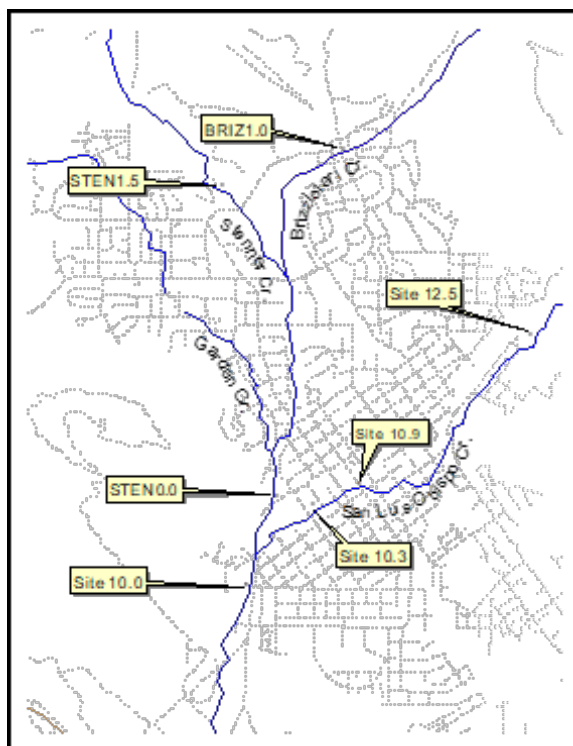 BRIZ1.0
STEN1.5
Brizzolari Cr.
Stenner Cr.
Site 12.5
Garden Cr.
Site 10.9
STEN0.0
San Luis Obispo Cr.
Site 10.3
Site 10.0